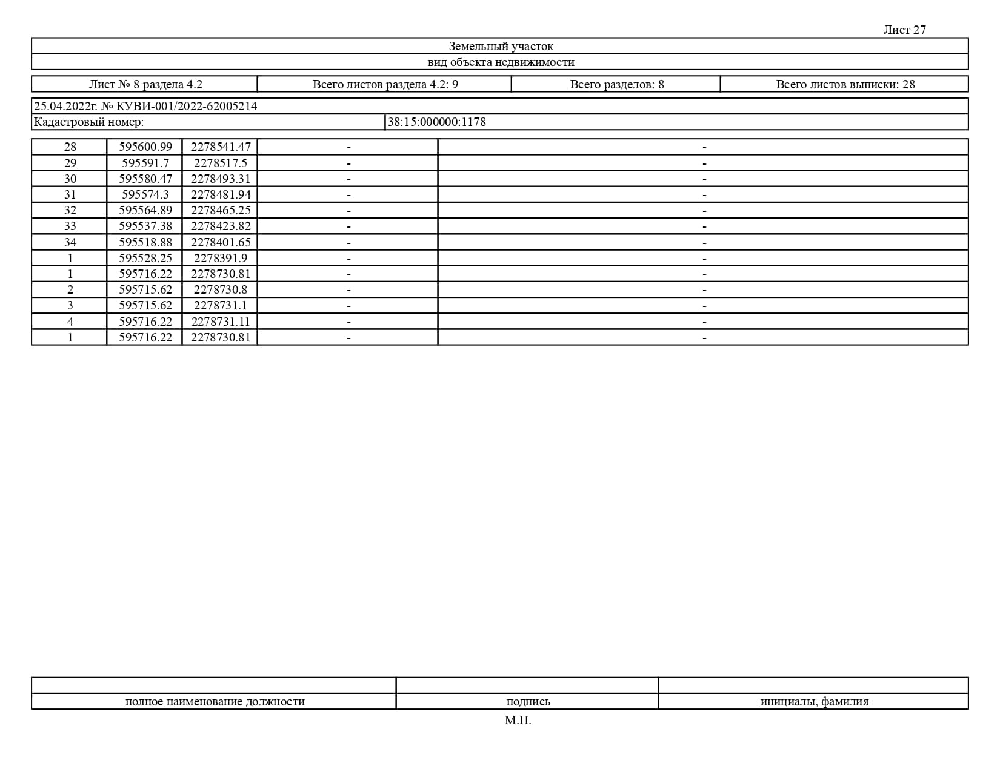 Лист 27
Земельный участок
вид объекта недвижимости
Лист № 8 раздела 4.2 Всего листов раздела 4.2: 9 Всего разделов: 8 Всего листов выписки: 28
25.04.2022г. № КУВИ-001/2022-62005214
Кадастровый номер: 38:15:000000:1178
28 595600.99 2278541.47 - -
29 595591.7 2278517.5 - -
30 595580.47 2278493.31 - -
31 595574.3 2278481.94 - -
32 595564.89 2278465.25 - -
33 595537.38 2278423.82 - -
34 595518.88 2278401.65 - -
1 595528.25 2278391.9 - -
1 595716.22 2278730.81 - -
2 595715.62 2278730.8 - -
3 595715.62 2278731.1 - -
4 595716.22 2278731.11 - -
1 595716.22 2278730.81 - -
полное наименование должности подпись инициалы, фамилия
М.П.